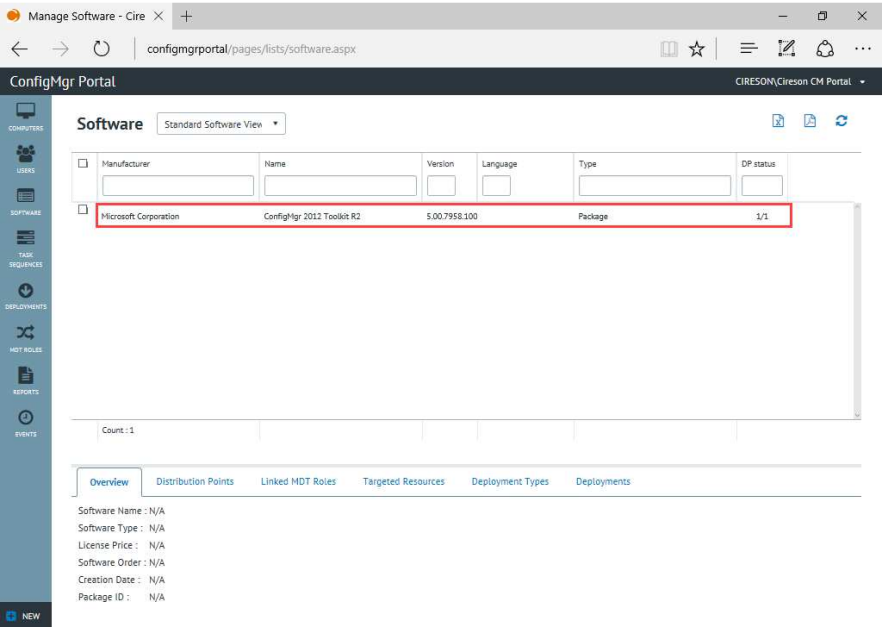 Manage Software - Cire
configmgrportal/pages/lists/software.aspx
ConfigMgr Portal
CIRESON\Cireson CM Portal
COMPUTERS
USERS
SOFTWARE
TASK
SEQUENCES
DEPLOYMENTS
MDT ROLES
REPORTS
EVENTS
NEW
Software
Standard Software View
Manufacturer Name Version Language Type DP status
Microsoft Corporation ConfigMgr 2012 Toolkit R2 5.00.7958.100 Package 1/1
Count : 1
Overview Distribution Points Linked MDT Roles Targeted Resources Deployment Types Deployments
Software Name : N/A
Software Type : N/A
License Price : N/A
Software Order : N/A
Creation Date : N/A
Package ID : N/A